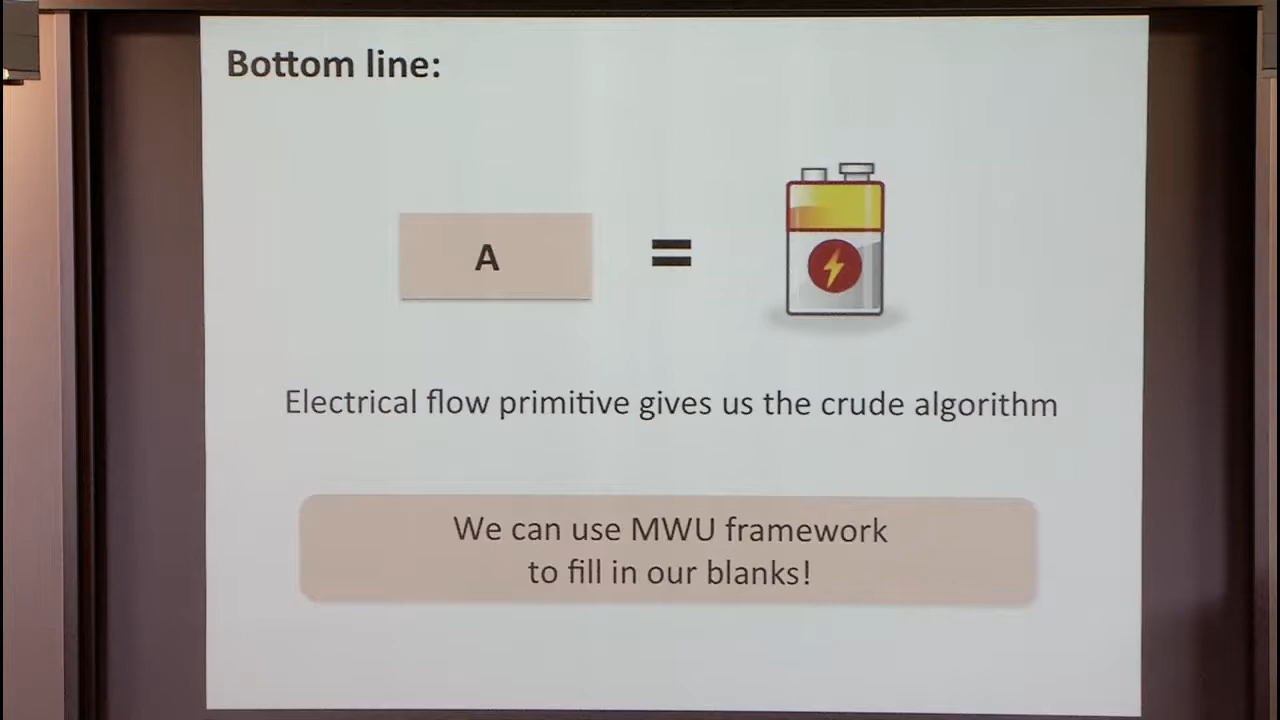 Bottom line:
A
=
Electrical flow primitive gives us the crude algorithm
We can use MWU framework
to fill in our blanks!